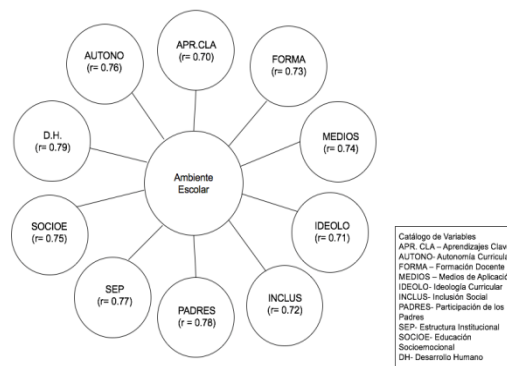 APR.CLA
(r= 0.70)
AUTONO
(r= 0.76)
FORMA
(r= 0.73)
D.H.
(r= 0.79)
MEDIOS
(r= 0.74)
Ambiente
Escolar
SOCIOE
(r= 0.75)
IDEOLO
(r= 0.71)
SEP
(r= 0.77)
PADRES
(r = 0.78)
INCLUS
(r= 0.72)
Catálogo de Variables
APR. CLA – Aprendizajes Clave
AUTONO- Autonomía Curricular
FORMA – Formación Docente
MEDIOS – Medios de Aplicación
IDEOLO- Ideología Curricular
INCLUS- Inclusión Social
PADRES- Participación de los
Padres
SEP- Estructura Institucional
SOCIOE- Educación
Socioemocional
DH- Desarrollo Humano